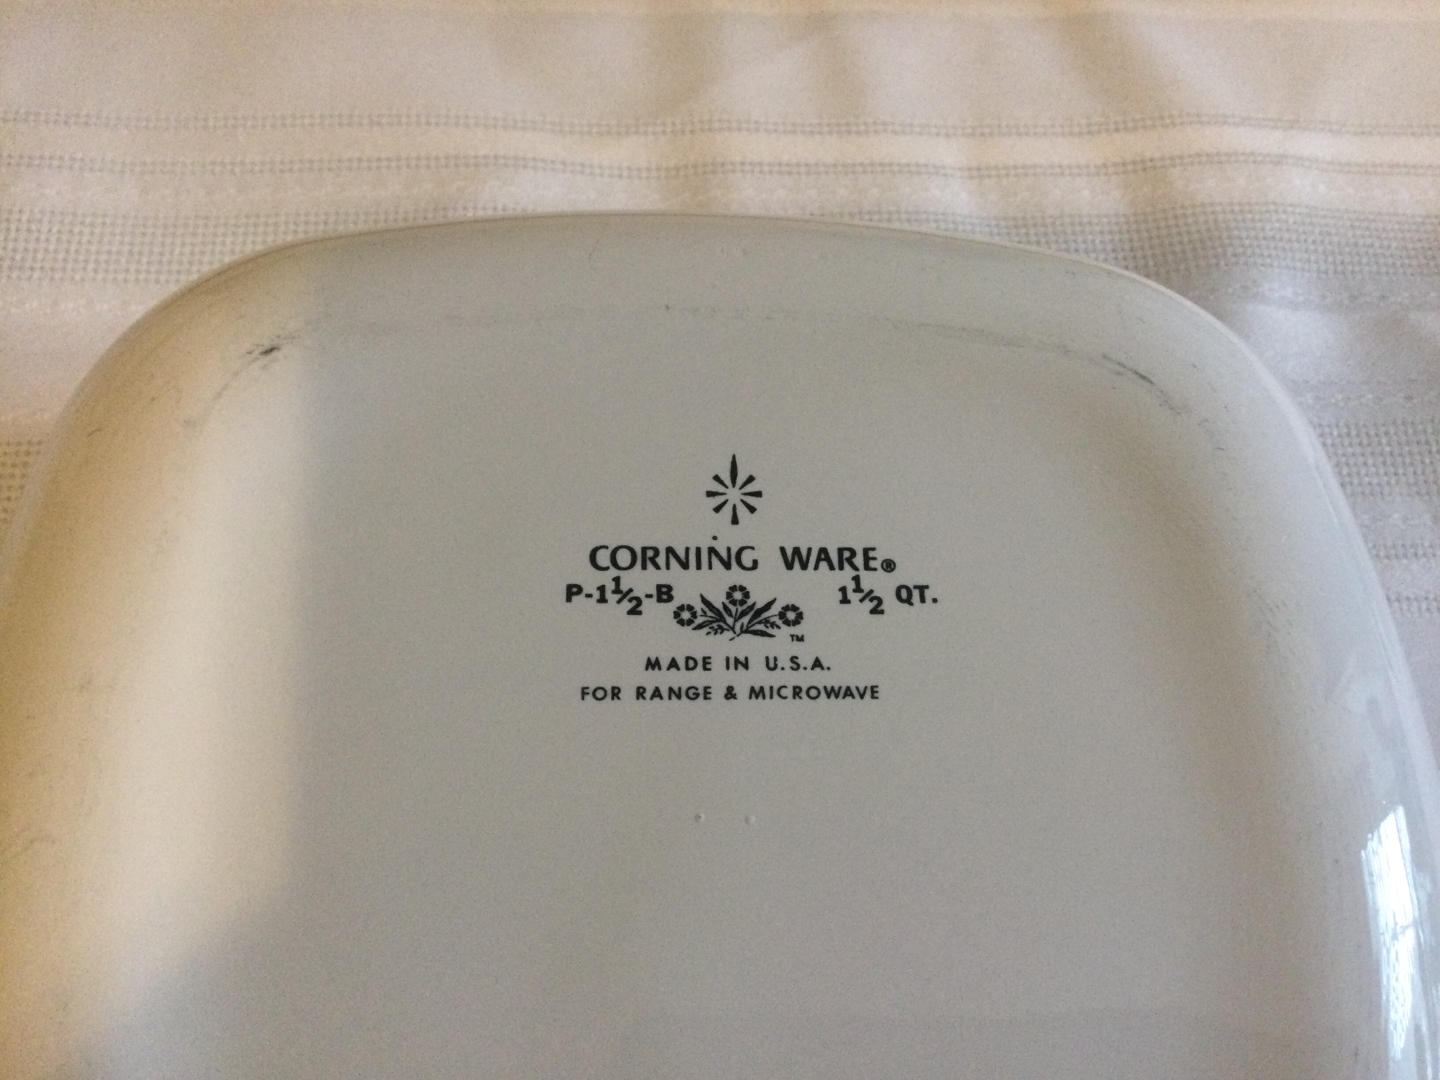 CORNING WARE®
P-1½-B 1½ QT.
™
MADE IN U.S.A.
FOR RANGE & MICROWAVE